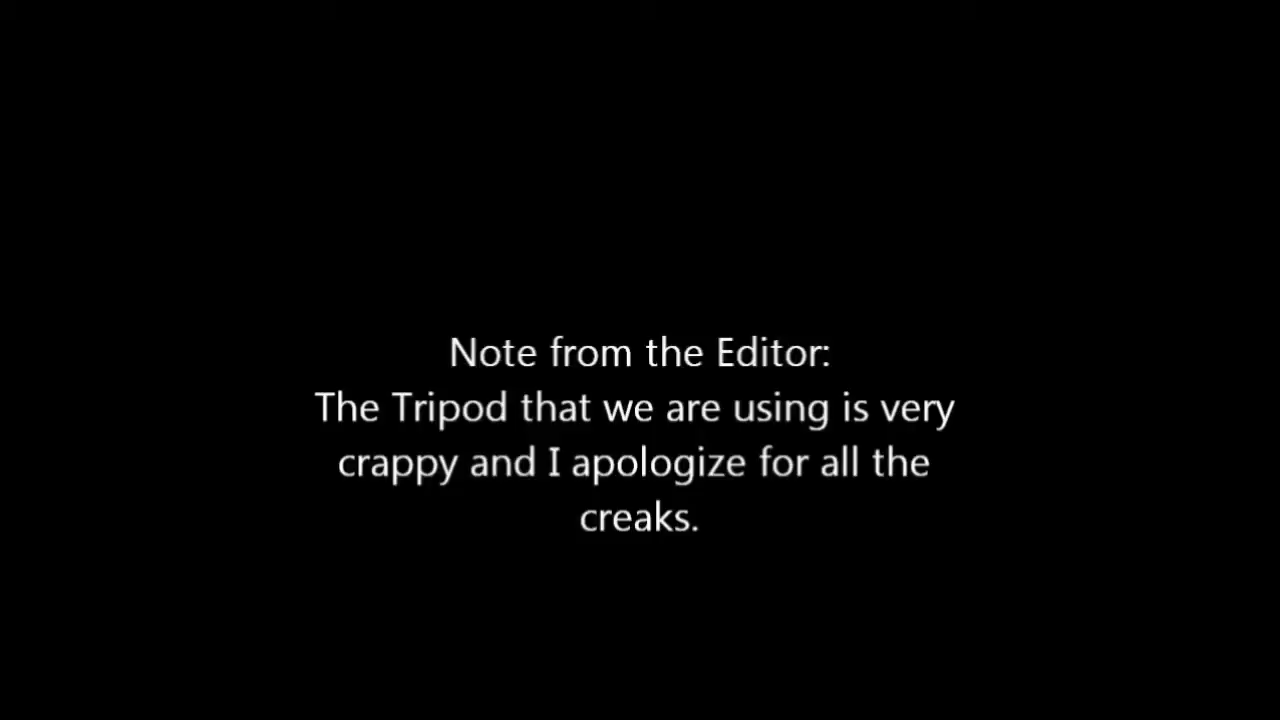 Note from the Editor:
The Tripod that we are using is very
crappy and I apologize for all the
creaks.